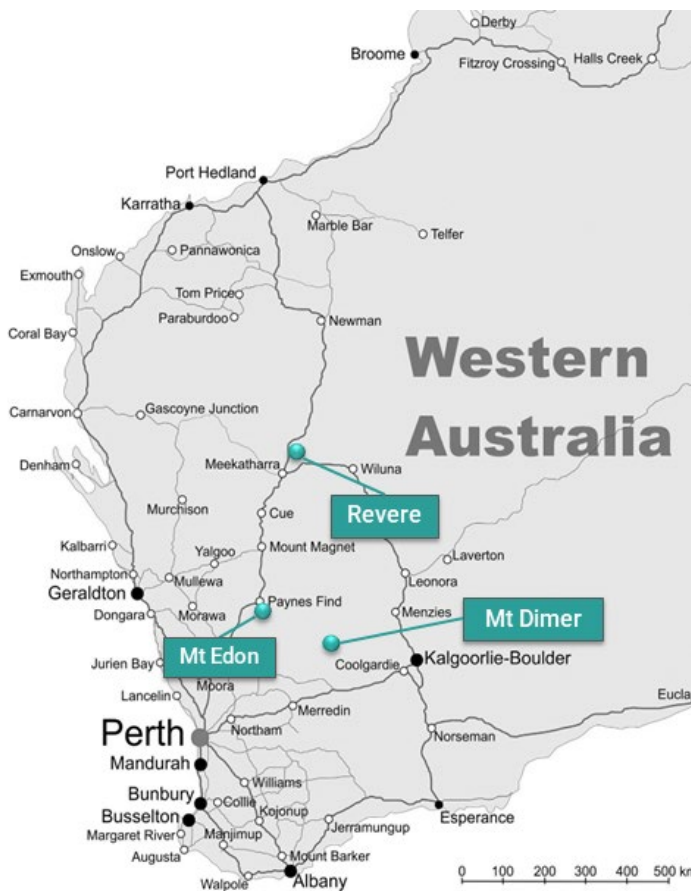 Derby
Broome
Fitzroy Crossing
Halls Creek
Port Hedland
Karratha
Marble Bar
Telfer
Onslow
Pannawonica
Exmouth
Tom Price
Paraburdoo
Newman
Coral Bay
Western
Australia
Carnarvon
Gascoyne Junction
Denham
Meekatharra
Wiluna
Murchison
Revere
Cue
Kalbarri
Yalgoo
Mount Magnet
Laverton
Northampton
Mullewa
Leonora
Geraldton
Morawa
Paynes Find
Dongara
Menzies
Mt Dimer
Mt Edon
Jurien Bay
Coolgardie
Kalgoorlie-Boulder
Moora
Lancelin
Merredin
Eucla
Northam
Perth
Norseman
Mandurah
Williams
Bunbury
Collie
Busselton
Kojonup
Esperance
Margaret River
Manjimup
Jerramungup
Augusta
Mount Barker
Walpole
Albany
0 100 200 300 400 500 km